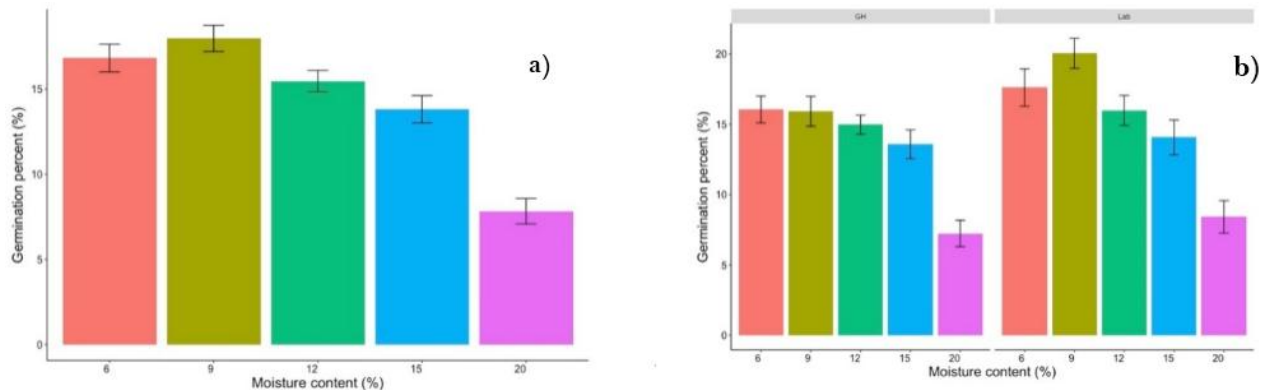 a)
Germination percent (%)
15
10
5
0
6 9 12 15 20
Moisture content (%)
b)
GH Lab
Germination percent (%)
20
15
10
5
0
6 9 12 15 20 6 9 12 15 20
Moisture content (%)